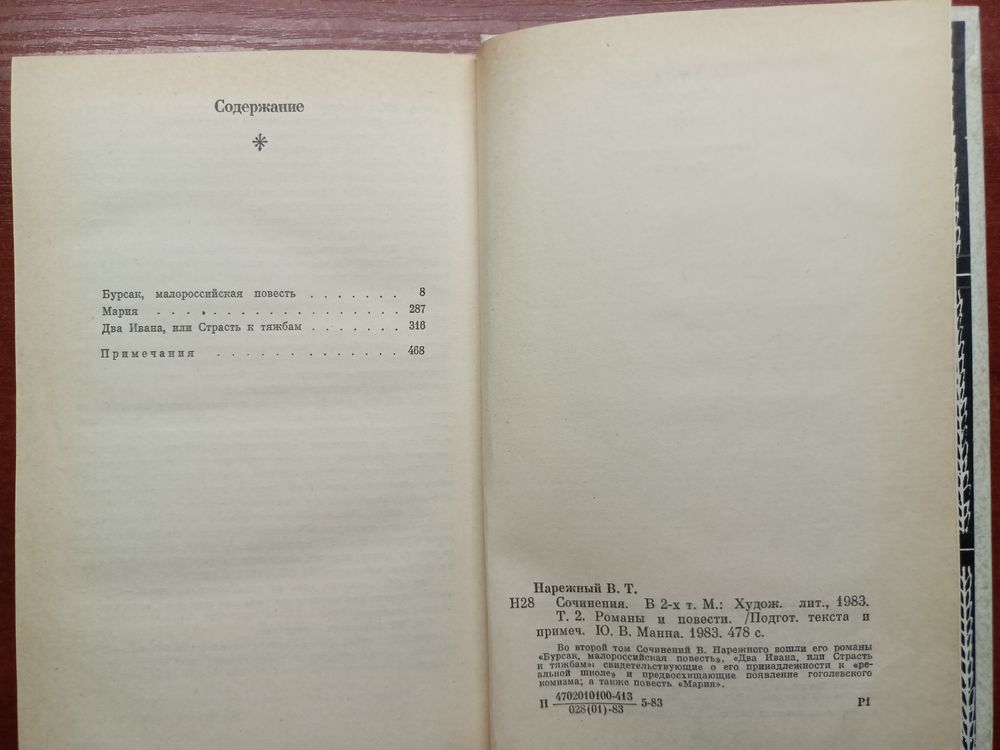 Содержание
Бурсак, малороссийская повесть . . . . . . . 8
Мария . . . . . . . . . . . . . . . . . 287
Два Ивана, или Страсть к тяжбам . . . . . . . 316
Примечания . . . . . . . . . . . . . 468
Нарежный В. Т.
Н28 Сочинения. В 2-х т. М.: Худож. лит., 1983.
Т. 2. Романы и повести. /Подгот. текста и
примеч. Ю. В. Манна. 1983. 478 с.
Во второй том Сочинений В. Нарежного вошли его романы
«Бурсак, малороссийская повесть», «Два Ивана, или Страсть
к тяжбам»: свидетельствующие о его принадлежности к «ре-
альной школе» и предвосхищающие появление гоголевского
комизма; а также повесть «Мария».
Н 4702010100-413 5-83 Р1
028(01)-83